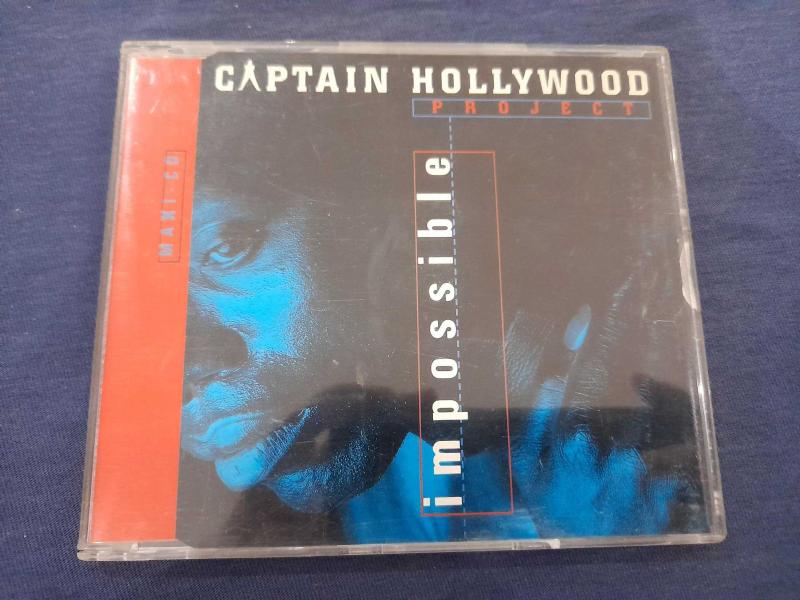 CAPTAIN HOLLYWOOD
PROJECT
impossible
MAXI-CD